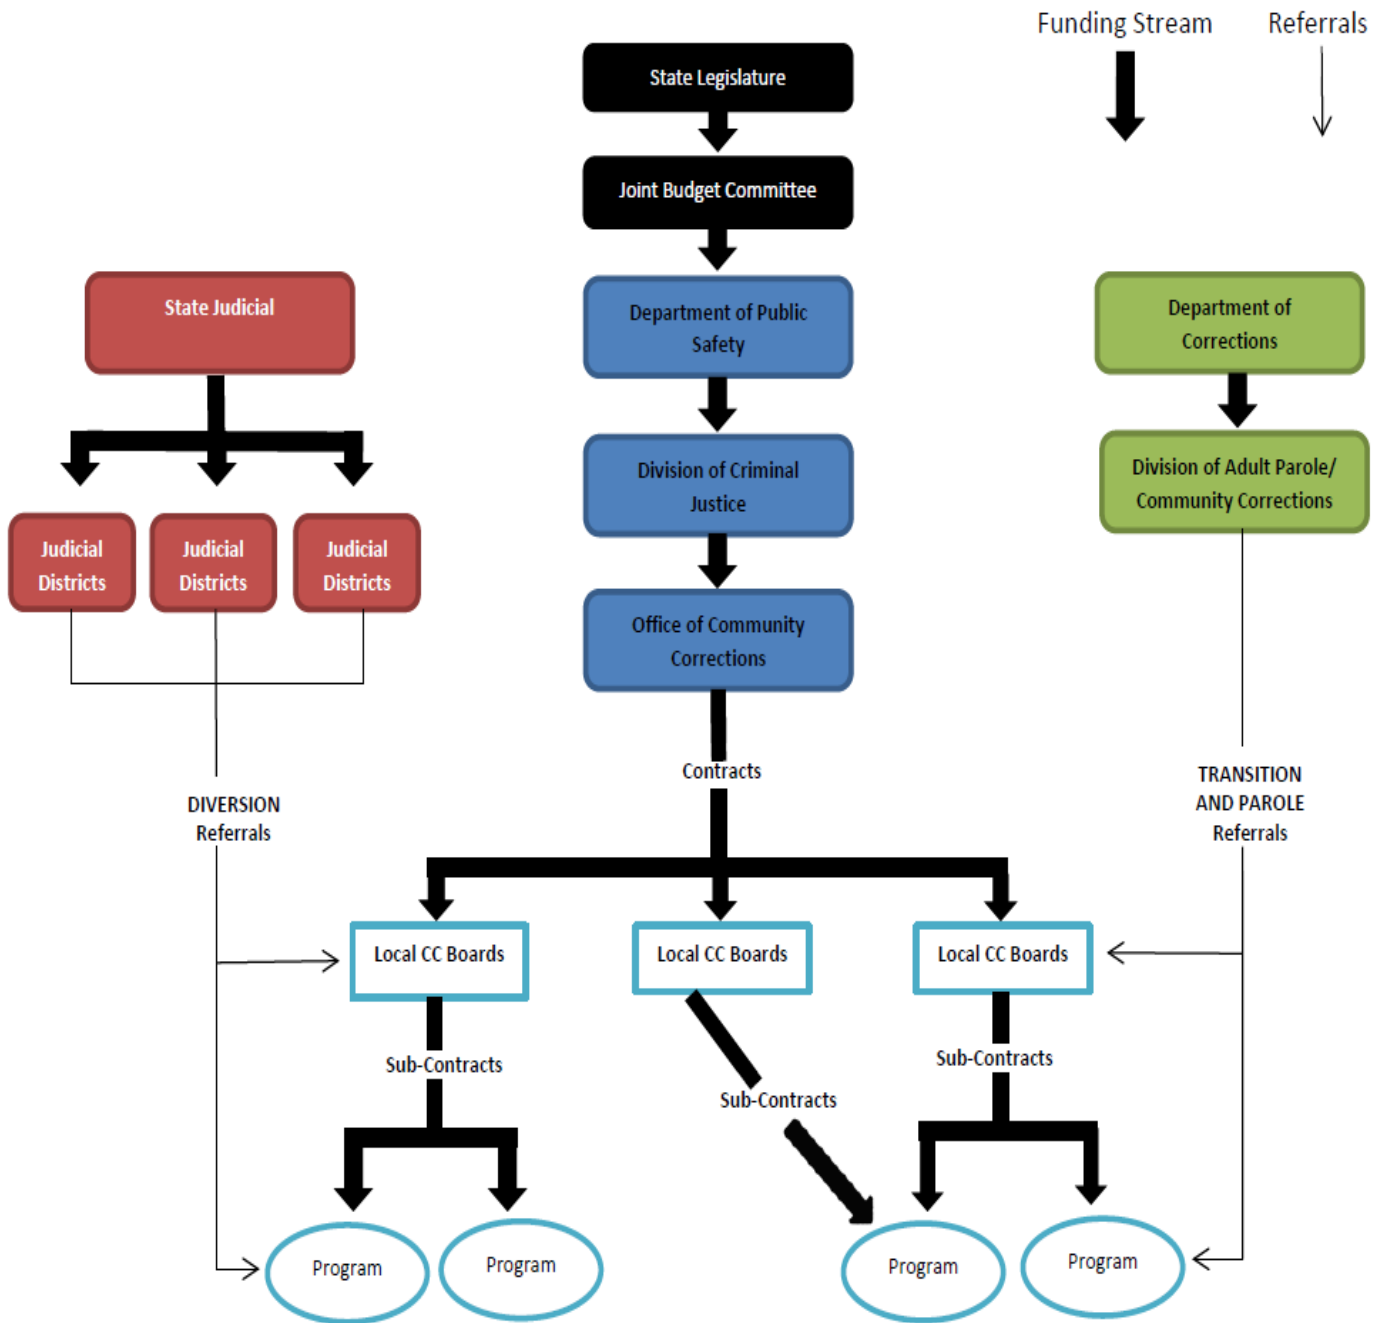 Funding Stream
Referrals
State Legislature
Joint Budget Committee
State Judicial
Department of Public
Safety
Department of
Corrections
Division of Criminal
Justice
Division of Adult Parole/
Community Corrections
Judicial
Districts
Judicial
Districts
Judicial
Districts
Office of Community
Corrections
Contracts
DIVERSION
Referrals
TRANSITION
AND PAROLE
Referrals
Local CC Boards
Local CC Boards
Local CC Boards
Sub-Contracts
Sub-Contracts
Sub-Contracts
Program
Program
Program
Program